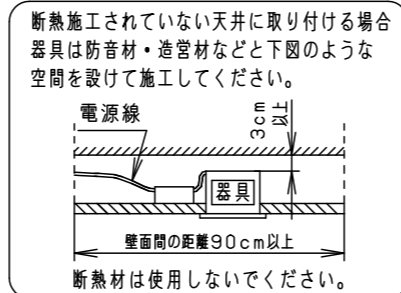 断熱施工されていない天井に取り付ける場合
器具は防音材・造営材などと下図のような
空間を設けて施工してください。
電源線
3cm
以上
器具
壁面間の距離90cm以上
断熱材は使用しないでください。